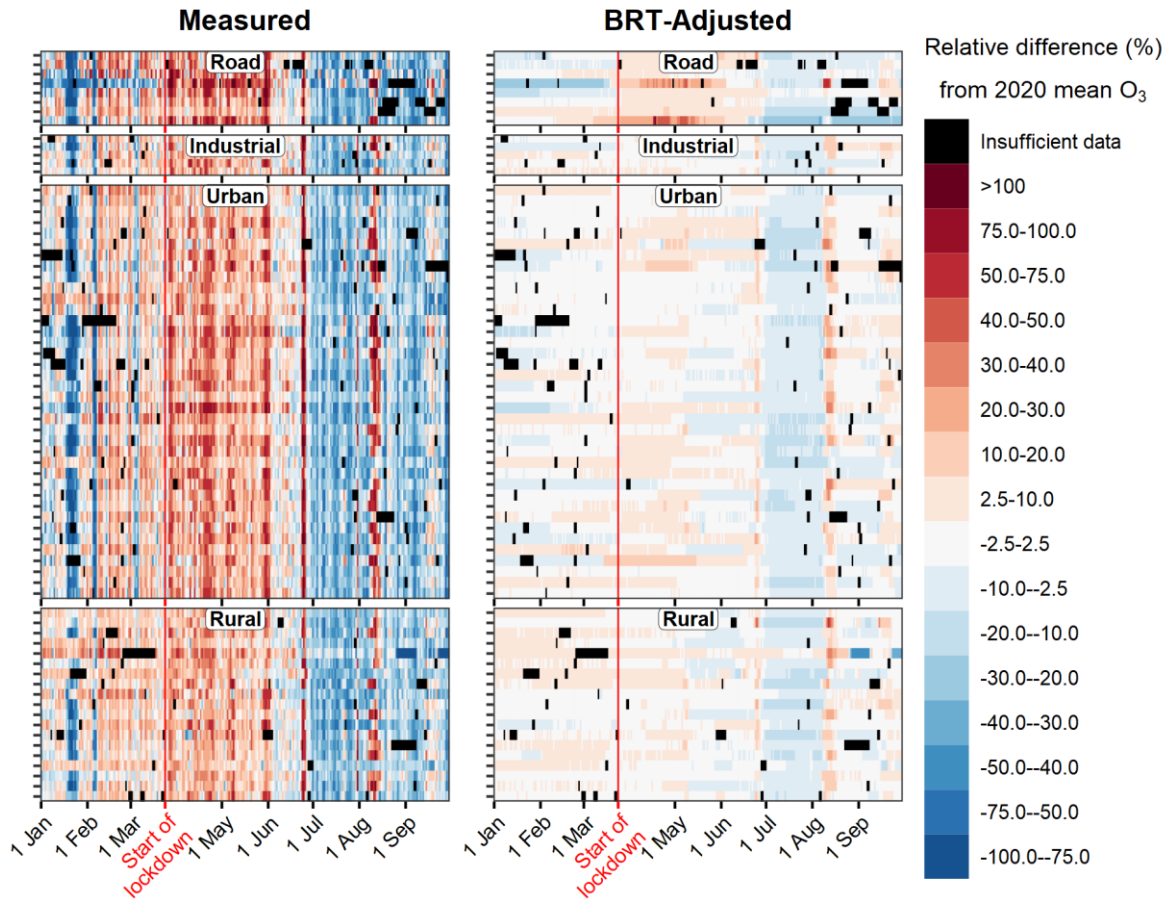 Measured
BRT-Adjusted
Road
Industrial
Urban
Rural
1 Jan
1 Feb
1 Mar
Start of
lockdown
1 May
1 Jun
1 Jul
1 Aug
1 Sep
Road
Industrial
Urban
Rural
1 Jan
1 Feb
1 Mar
Start of
lockdown
1 May
1 Jun
1 Jul
1 Aug
1 Sep
Relative difference (%)
from 2020 mean O₃
Insufficient data
>100
75.0-100.0
50.0-75.0
40.0-50.0
30.0-40.0
20.0-30.0
10.0-20.0
2.5-10.0
-2.5-2.5
-10.0--2.5
-20.0--10.0
-30.0--20.0
-40.0--30.0
-50.0--40.0
-75.0--50.0
-100.0--75.0